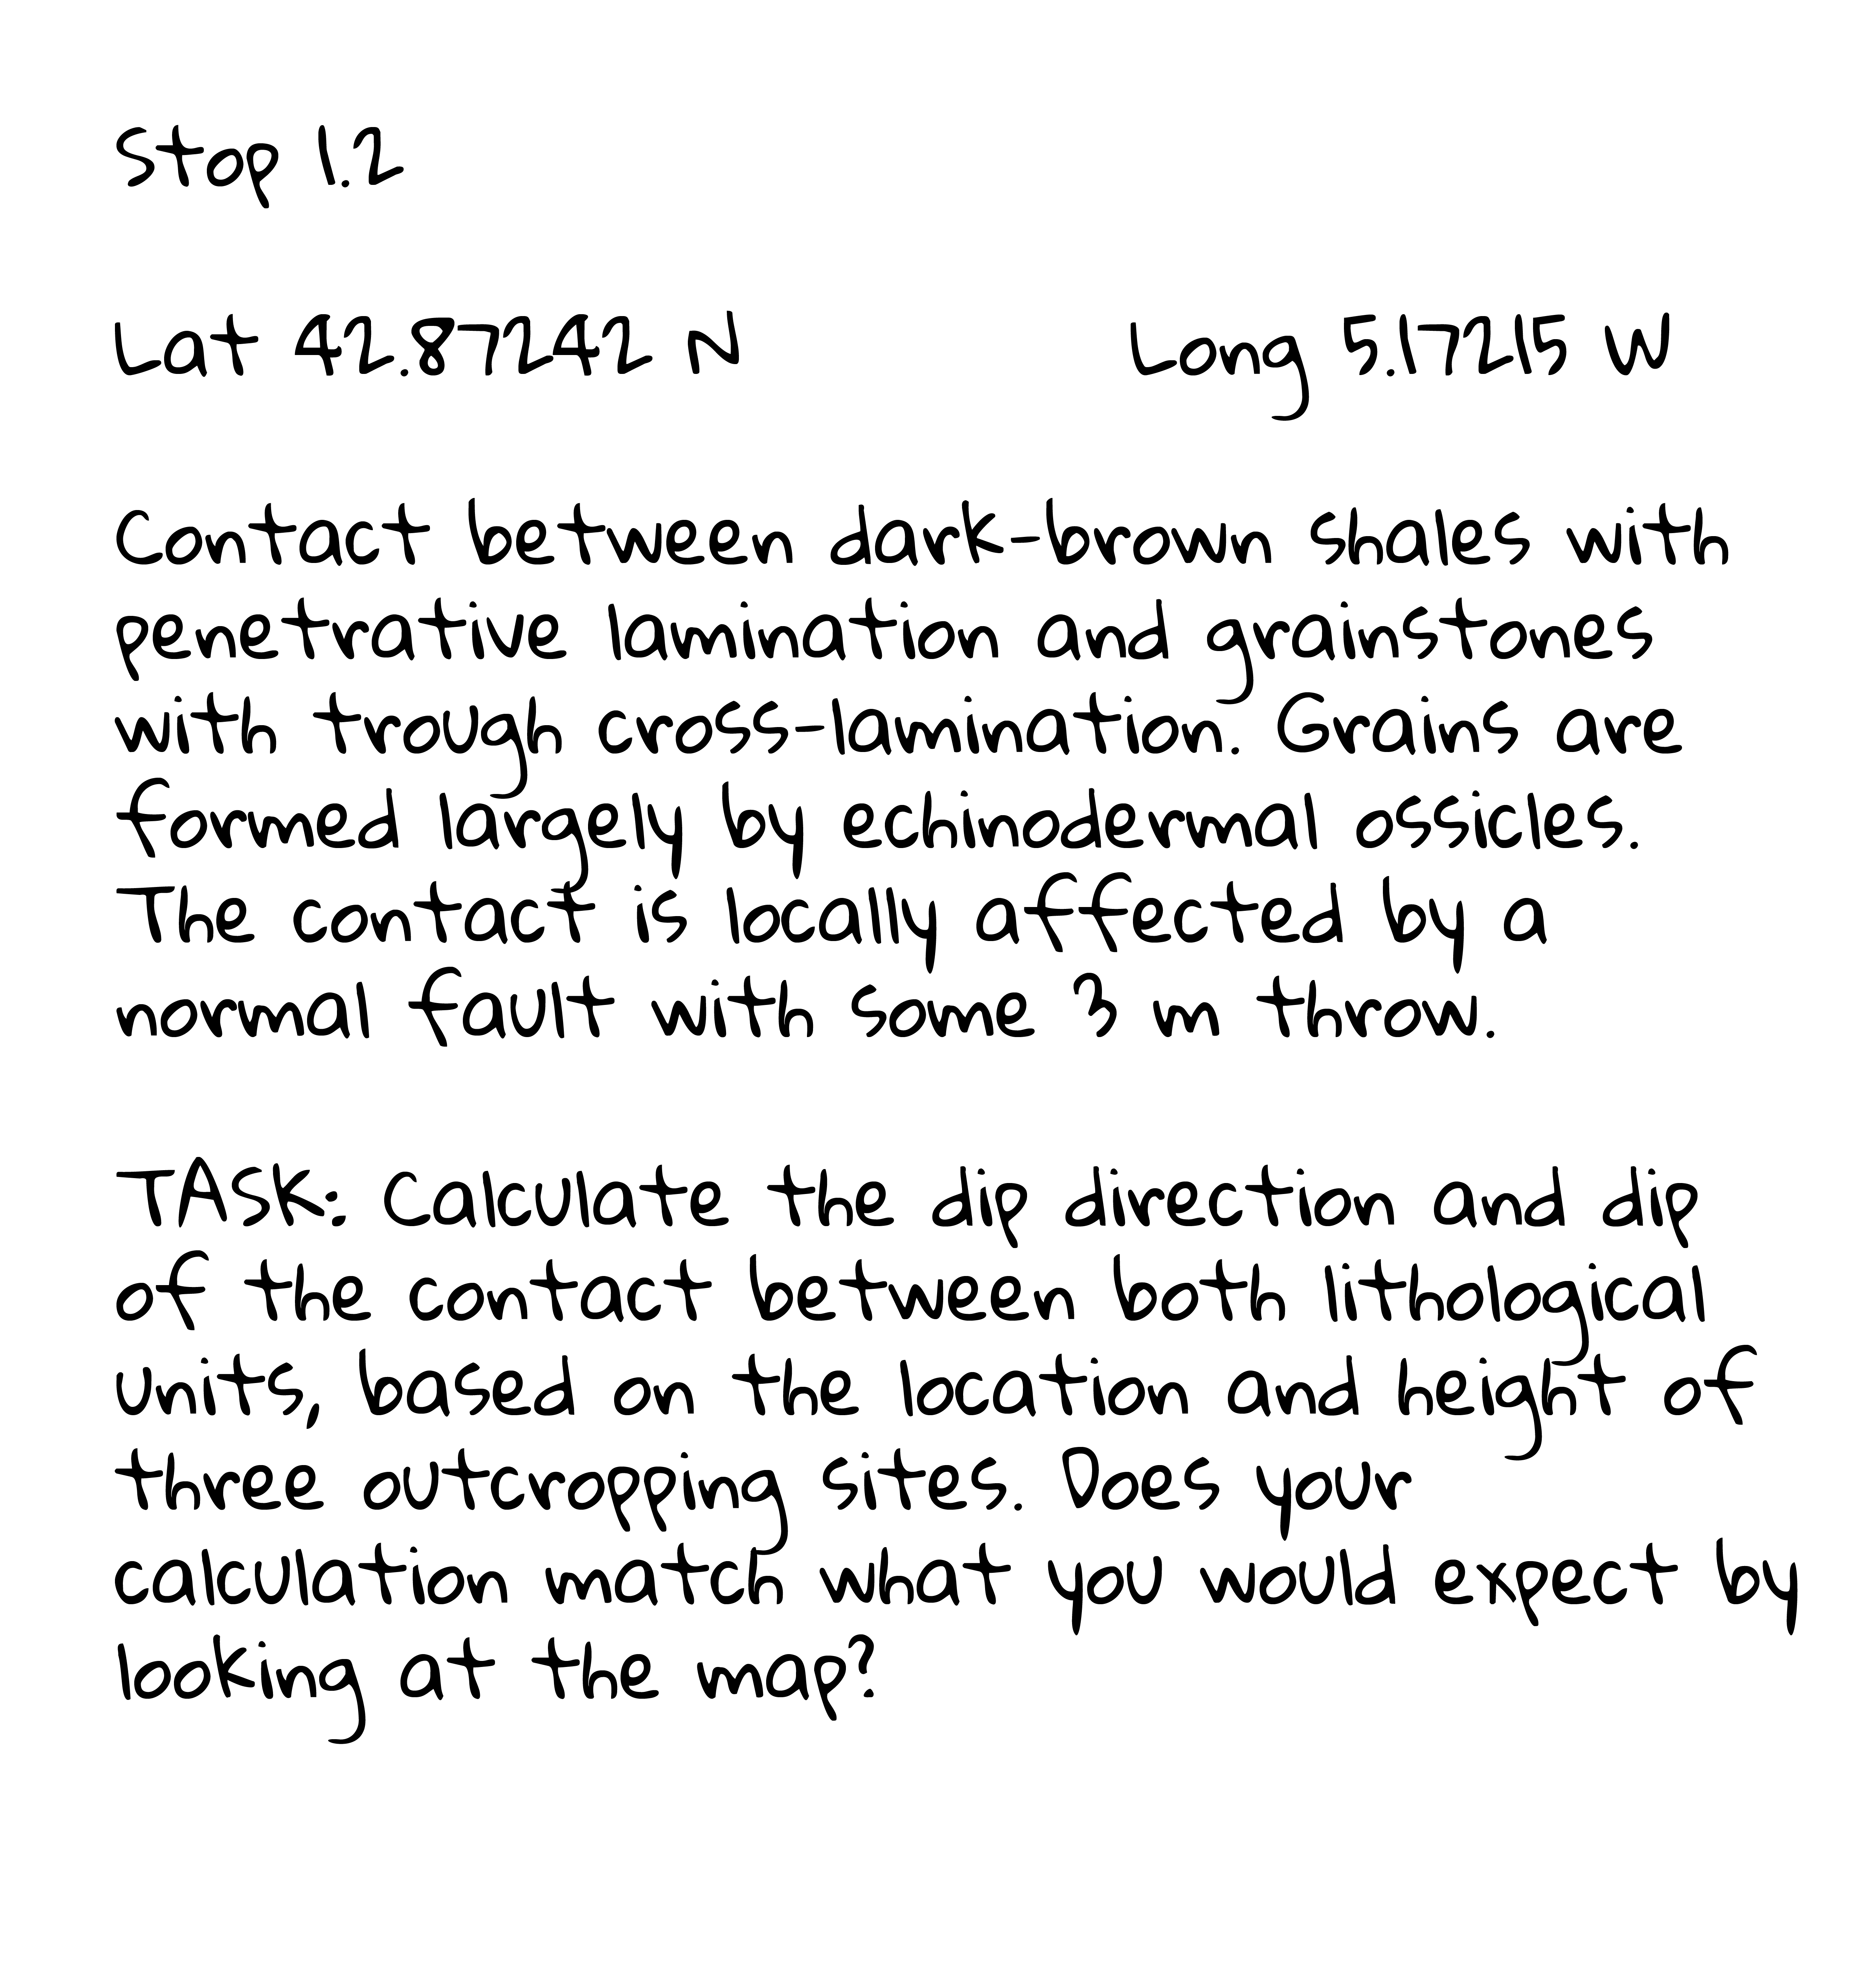 Stop 1.2
Lat 42.87242 N Long 5.17215 W
Contact between dark-brown shales with
penetrative lamination and grainstones
with trough cross-lamination. Grains are
formed largely by echinodermal ossicles.
The contact is locally affected by a
normal fault with some 3 m throw.
TASK: Calculate the dip direction and dip
of the contact between both lithological
units, based on the location and height of
three outcropping sites. Does your
calculation match what you would expect by
looking at the map?